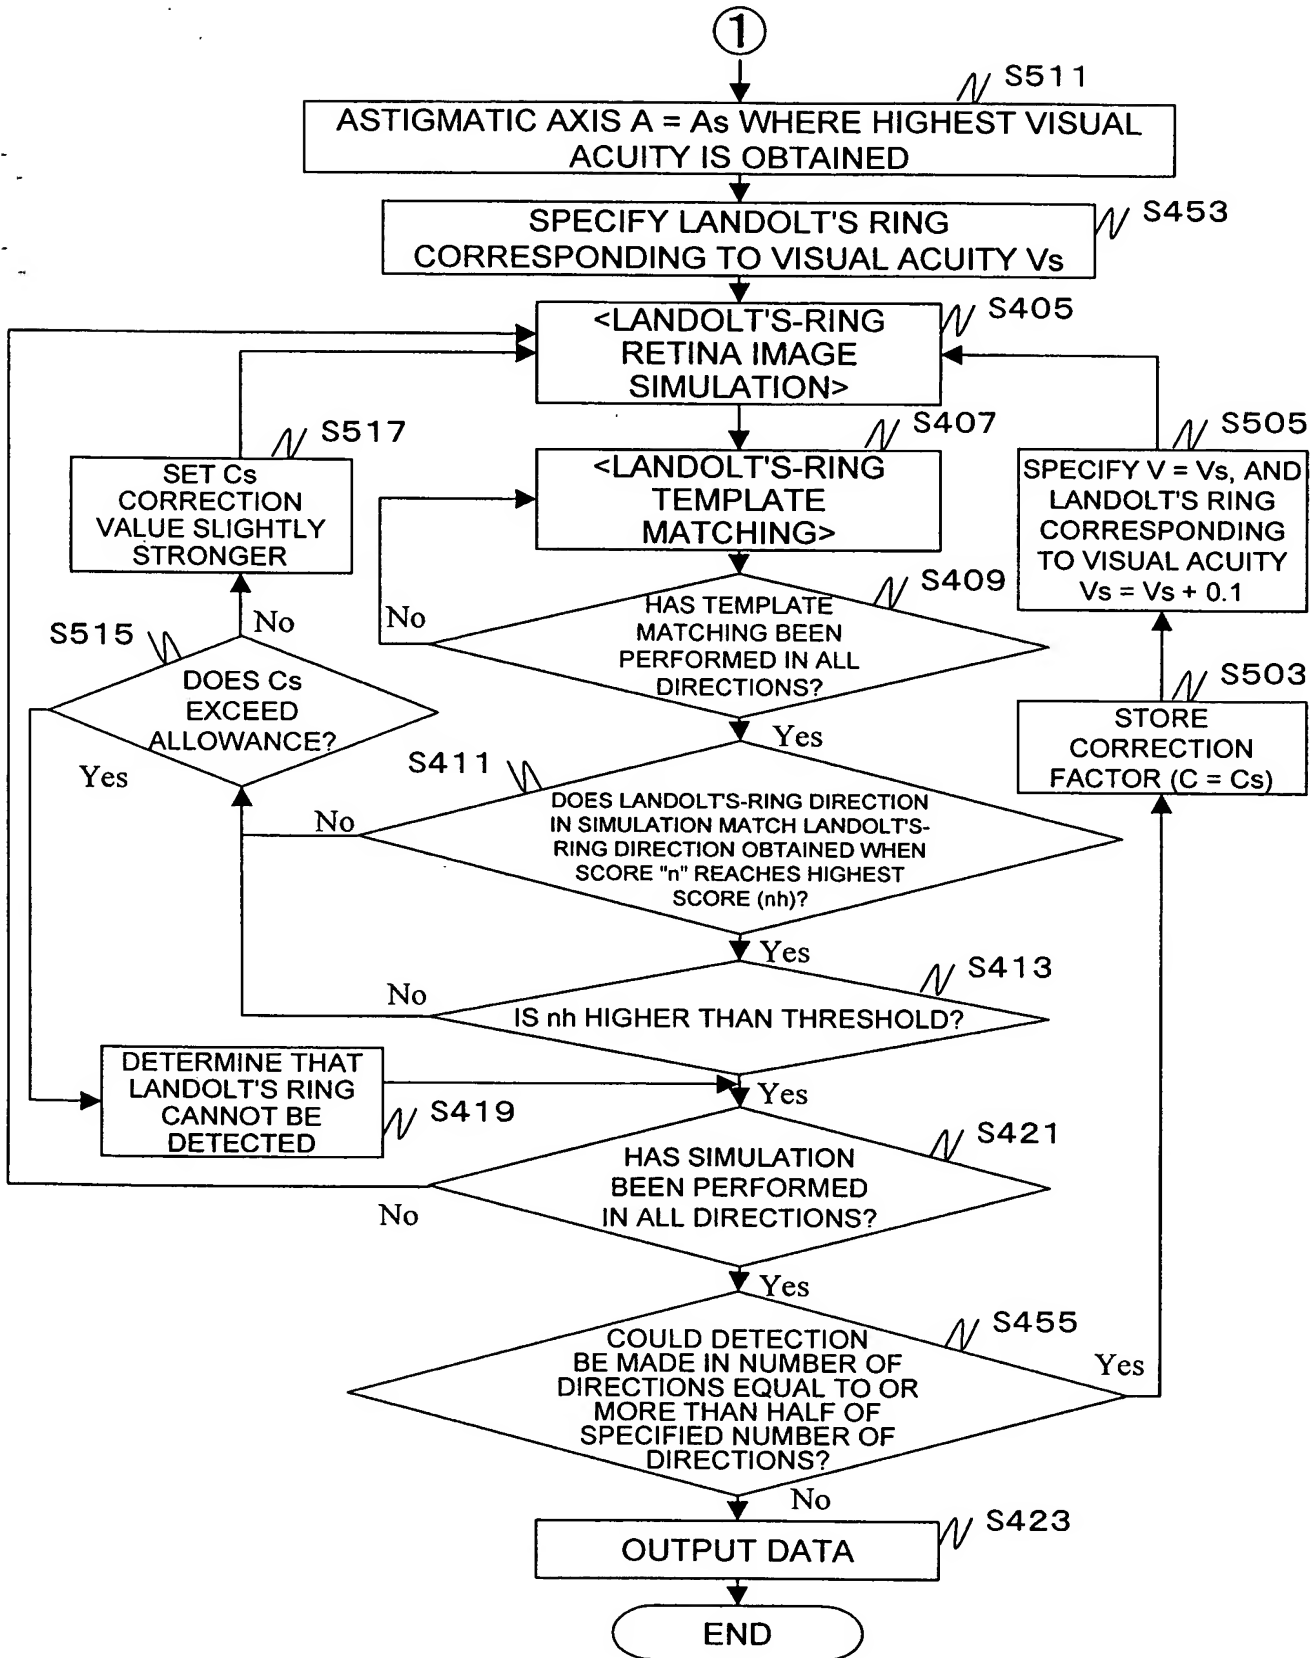 1
S511
ASTIGMATIC AXIS A = As WHERE HIGHEST VISUAL
ACUITY IS OBTAINED
S453
SPECIFY LANDOLT'S RING
CORRESPONDING TO VISUAL ACUITY Vs
S405
<LANDOLT'S-RING
RETINA IMAGE
SIMULATION>
S407
<LANDOLT'S-RING
TEMPLATE
MATCHING>
S517
SET Cs
CORRECTION
VALUE SLIGHTLY
STRONGER
S505
SPECIFY V = Vs, AND
LANDOLT'S RING
CORRESPONDING
TO VISUAL ACUITY
Vs = Vs + 0.1
S409
HAS TEMPLATE
MATCHING BEEN
PERFORMED IN ALL
DIRECTIONS?
No
Yes
S515
No
DOES Cs
EXCEED
ALLOWANCE?
Yes
S503
STORE
CORRECTION
FACTOR (C = Cs)
S411
DOES LANDOLT'S-RING DIRECTION
IN SIMULATION MATCH LANDOLT'S-
RING DIRECTION OBTAINED WHEN
SCORE "n" REACHES HIGHEST
SCORE (nh)?
No
Yes
S413
No
IS nh HIGHER THAN THRESHOLD?
Yes
DETERMINE THAT
LANDOLT'S RING
CANNOT BE
DETECTED
S419
S421
HAS SIMULATION
BEEN PERFORMED
IN ALL DIRECTIONS?
No
Yes
S455
COULD DETECTION
BE MADE IN NUMBER OF
DIRECTIONS EQUAL TO OR
MORE THAN HALF OF
SPECIFIED NUMBER OF
DIRECTIONS?
Yes
No
S423
OUTPUT DATA
END